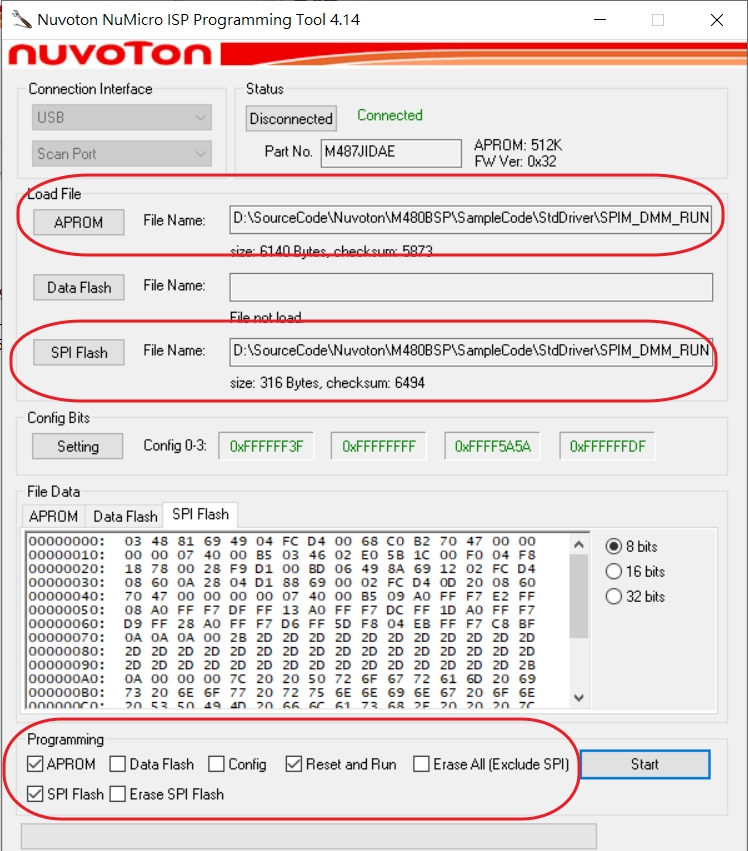 Nuvoton NuMicro ISP Programming Tool 4.14
nuvoTon
Connection Interface
USB
Scan Port
Status
Disconnected
Connected
Part No.
M487JIDAE
APROM: 512K
FW Ver: 0x32
Load File
APROM
File Name:
D:\SourceCode\Nuvoton\M480BSP\SampleCode\StdDriver\SPIM_DMM_RUN
size: 6140 Bytes, checksum: 5873
Data Flash
File Name:
File not load.
SPI Flash
File Name:
D:\SourceCode\Nuvoton\M480BSP\SampleCode\StdDriver\SPIM_DMM_RUN
size: 316 Bytes, checksum: 6494
Config Bits
Setting
Config 0-3:
0xFFFFFF3F
0xFFFFFFFF
0xFFFF5A5A
0xFFFFFFDF
File Data
APROM
Data Flash
SPI Flash
00000000: 03 48 81 69 49 04 FC D4 00 68 C0 B2 70 47 00 00
00000010: 00 00 07 40 00 B5 03 46 02 E0 5B 1C 00 F0 04 F8
00000020: 18 78 00 28 F9 D1 00 BD 06 49 8A 69 12 02 FC D4
00000030: 08 60 0A 28 04 D1 88 69 00 02 FC D4 0D 20 08 60
00000040: 70 47 00 00 00 00 07 40 00 B5 09 A0 FF F7 E2 FF
00000050: 08 A0 FF F7 DF FF 13 A0 FF F7 DC FF 1D A0 FF F7
00000060: D9 FF 28 A0 FF F7 D6 FF 5D F8 04 EB FF F7 C8 BF
00000070: 0A 0A 0A 00 2B 2D 2D 2D 2D 2D 2D 2D 2D 2D 2D 2D
00000080: 2D 2D 2D 2D 2D 2D 2D 2D 2D 2D 2D 2D 2D 2D 2D 2D
00000090: 2D 2D 2D 2D 2D 2D 2D 2D 2D 2D 2D 2D 2D 2D 2D 2B
000000A0: 0A 00 00 00 7C 20 20 50 72 6F 67 72 61 6D 20 69
000000B0: 73 20 6E 6F 77 20 72 75 6E 6E 69 6E 67 20 6F 6E
000000C0: 20 53 50 49 4D 20 66 6C 61 73 68 2E 20 20 20 7C
8 bits
16 bits
32 bits
Programming
APROM
Data Flash
Config
Reset and Run
Erase All (Exclude SPI)
Start
SPI Flash
Erase SPI Flash